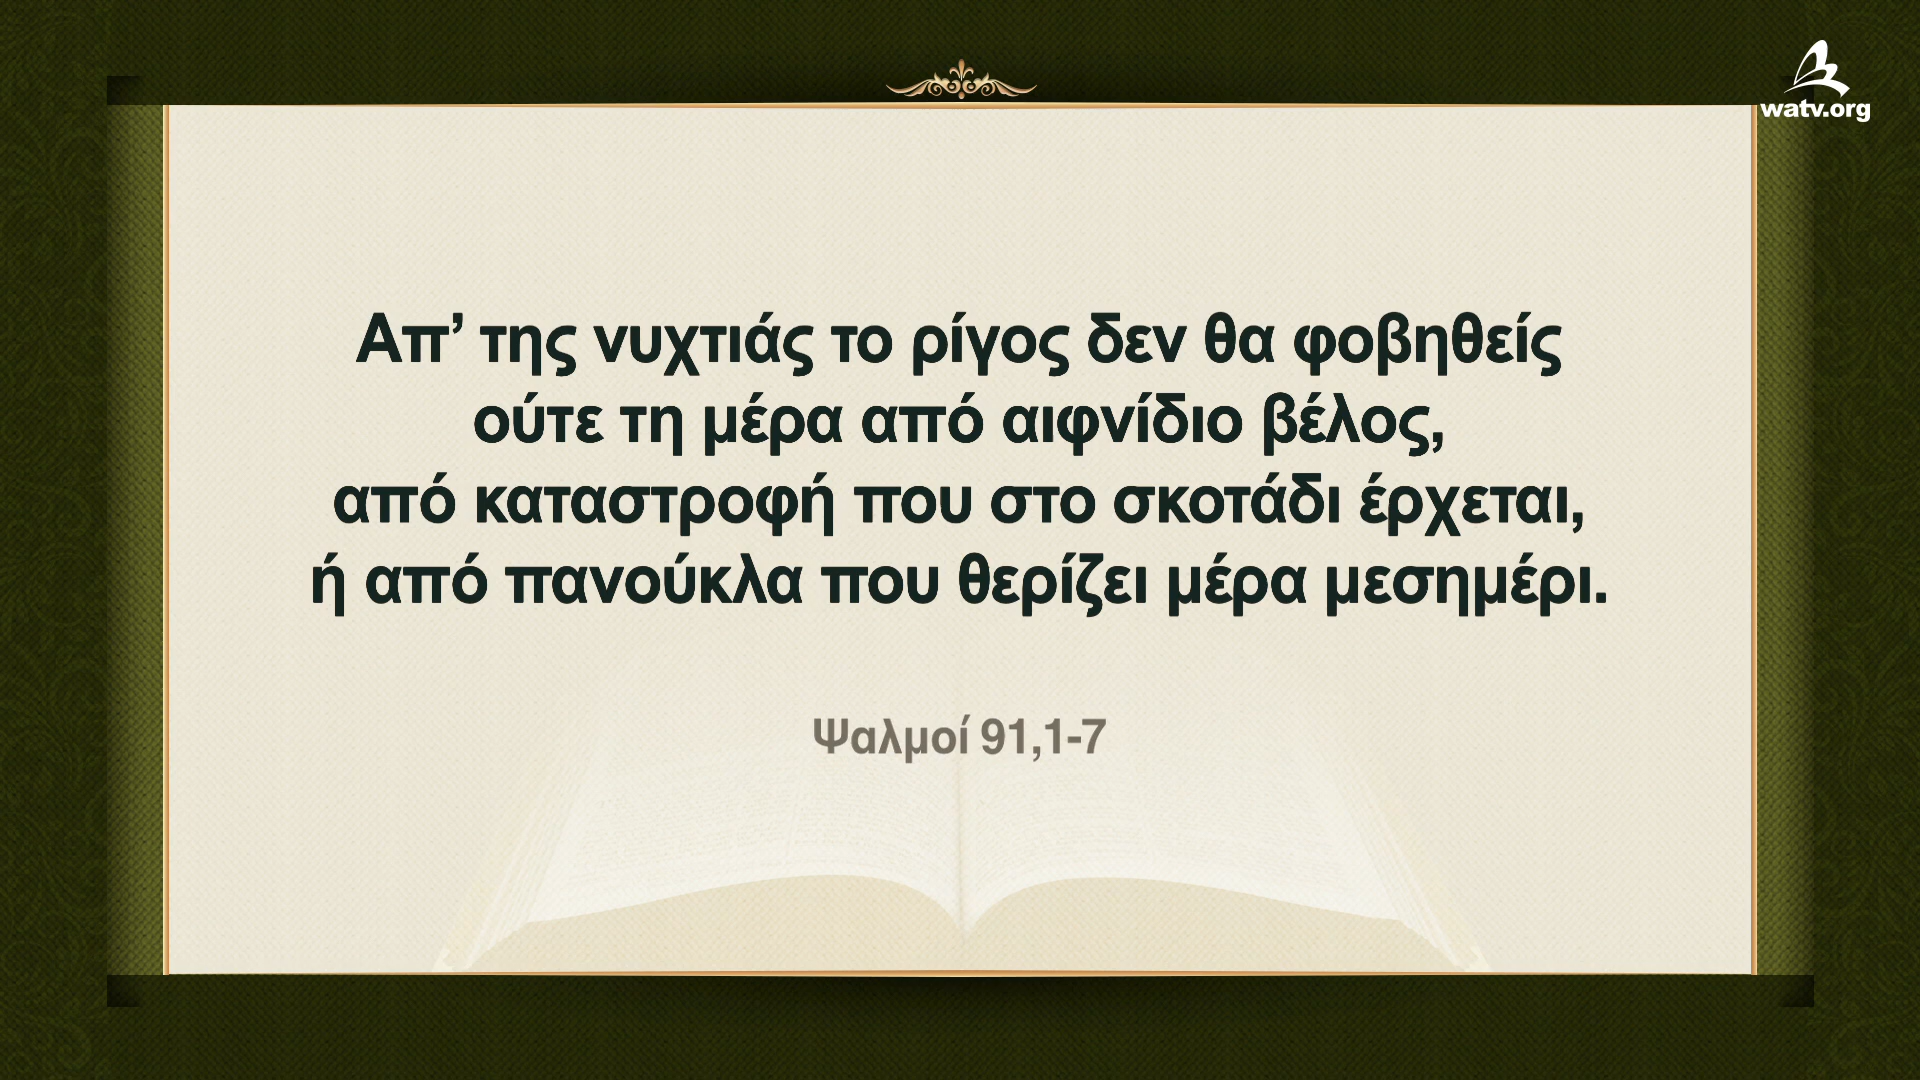 watv.org
Απ’ της νυχτιάς το ρίγος δεν θα φοβηθείς
ούτε τη μέρα από αιφνίδιο βέλος,
από καταστροφή που στο σκοτάδι έρχεται,
ή από πανούκλα που θερίζει μέρα μεσημέρι.
Ψαλμοί 91,1-7